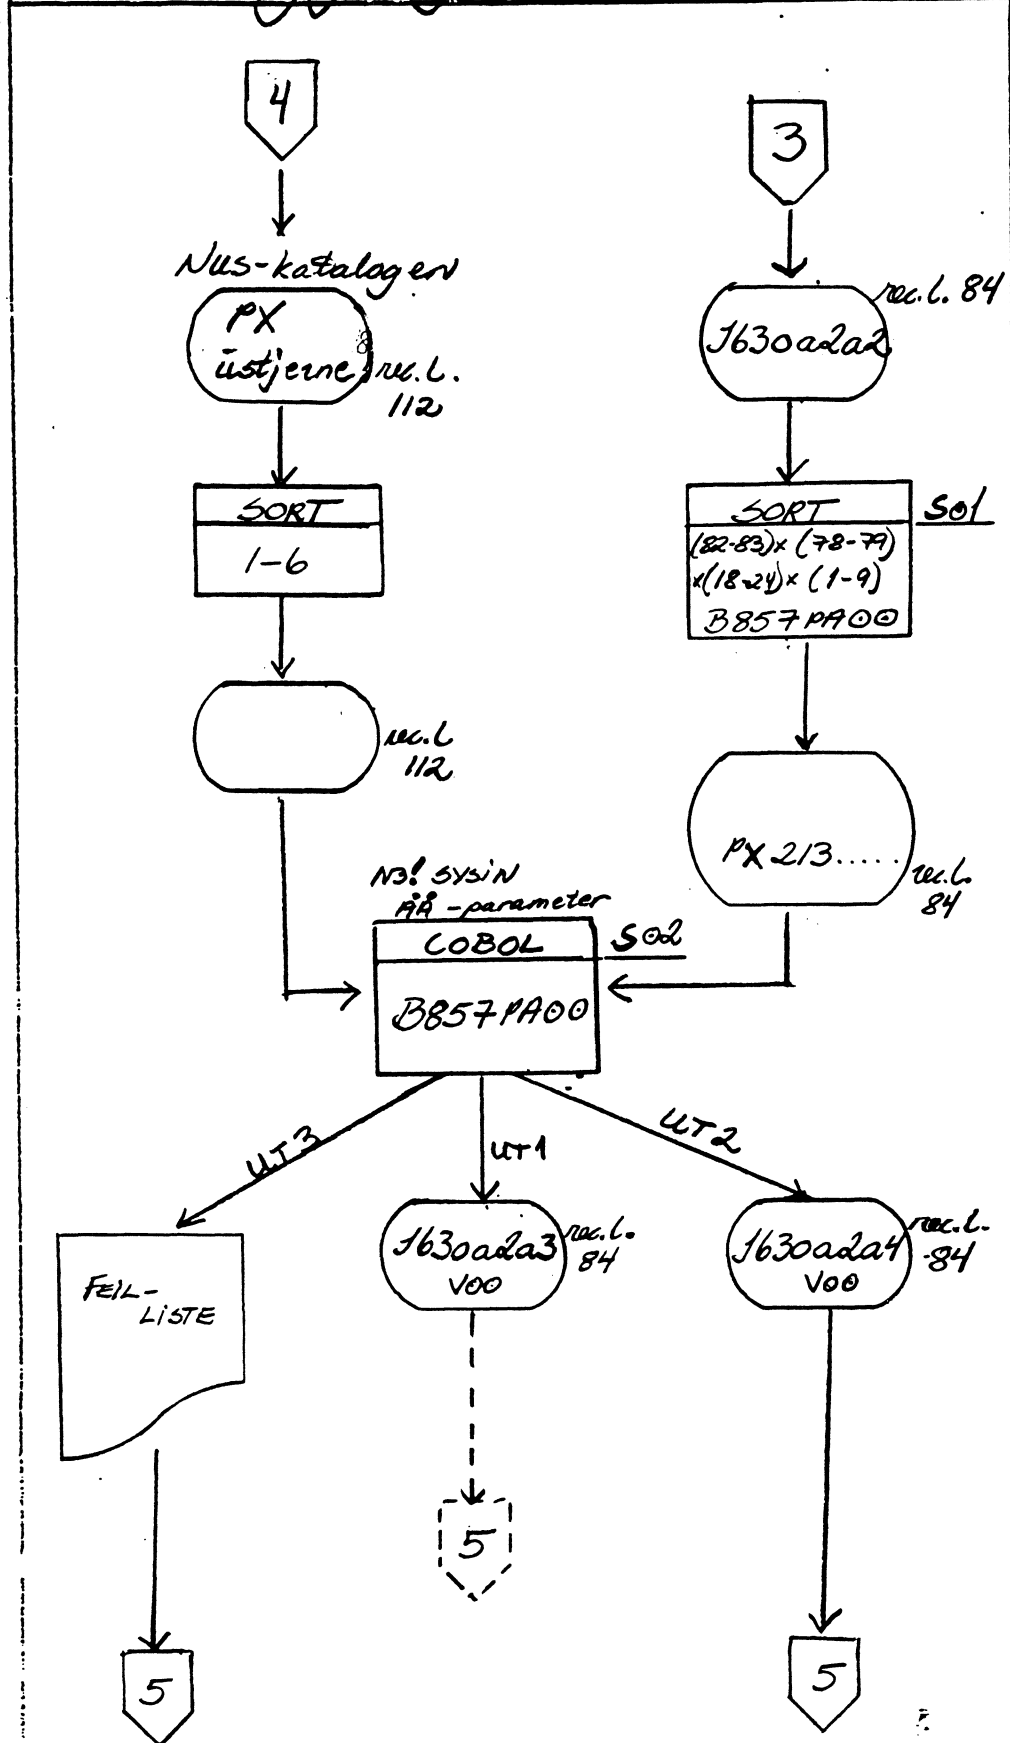 4
3
Nus-katalogen
PX
üstjerne
rec.l.
112
rec.l. 84
J630a2a2
SORT
1-6
SORT
S01
(82-83)x (78-79)
x(18-24)x (1-9)
B857PA00
rec.l
112
PX 213.....
rec.l.
84
NB! SYSIN
ÅÅ-parameter
COBOL
S02
B857PA00
UT3
UT1
UT2
FEIL-
LISTE
J630a2a3
V00
rec.l.
84
J630a2a4
V00
rec.l.
84
5
5
5